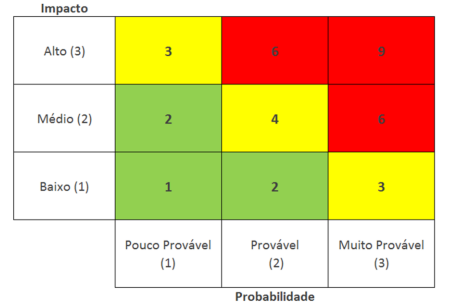 Impacto
Alto (3) 3 6 9
Médio (2) 2 4 6
Baixo (1) 1 2 3
Pouco Provável Provável Muito Provável
(1) (2) (3)
Probabilidade